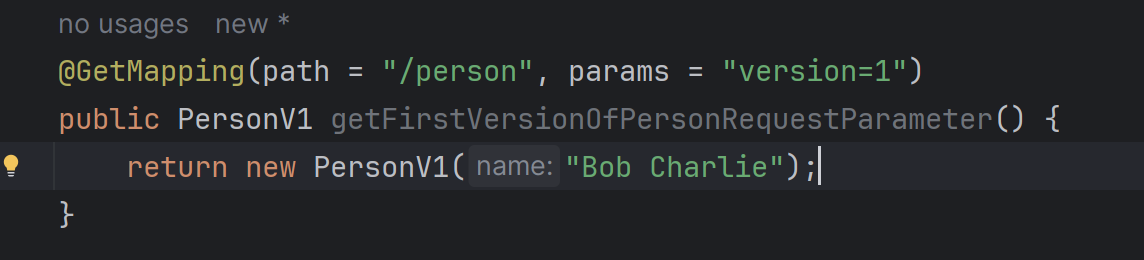 no usages new *
@GetMapping(path = "/person", params = "version=1")
public PersonV1 getFirstVersionOfPersonRequestParameter() {
return new PersonV1( name: "Bob Charlie");
}